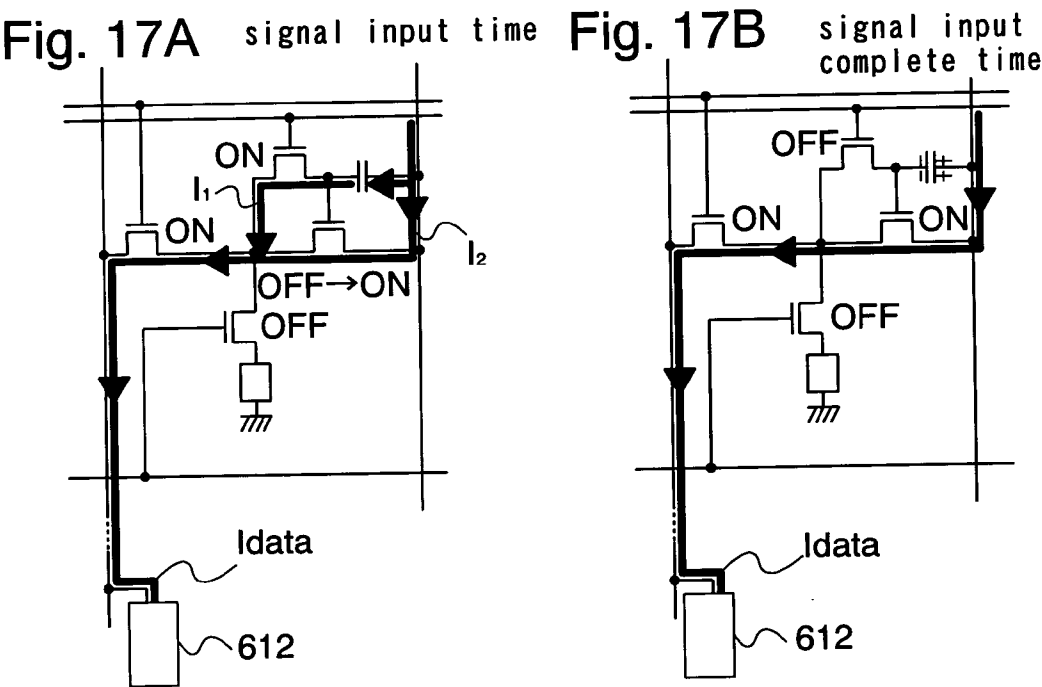 Fig. 17A signal input time
ON
I₁
ON
I₂
OFF→ON
OFF
Idata
612
Fig. 17B signal input
complete time
OFF
ON
ON
OFF
Idata
612